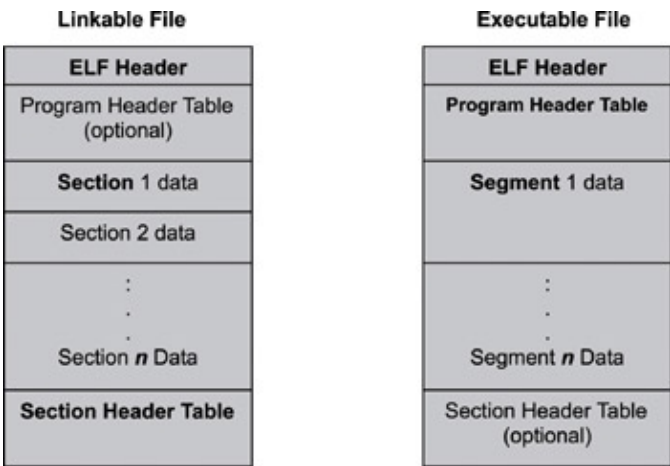 Linkable File
ELF Header
Program Header Table
(optional)
Section 1 data
Section 2 data
:
.
.
Section n Data
Section Header Table
Executable File
ELF Header
Program Header Table
Segment 1 data
:
.
.
Segment n Data
Section Header Table
(optional)